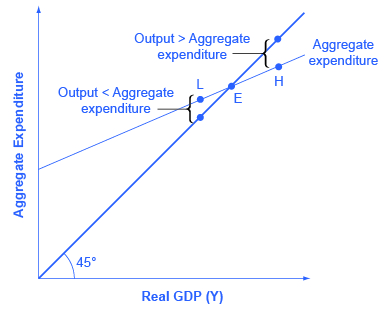 Output > Aggregate
expenditure
Aggregate
expenditure
L
H
E
Output < Aggregate
expenditure
Aggregate Expenditure
45°
Real GDP (Y)